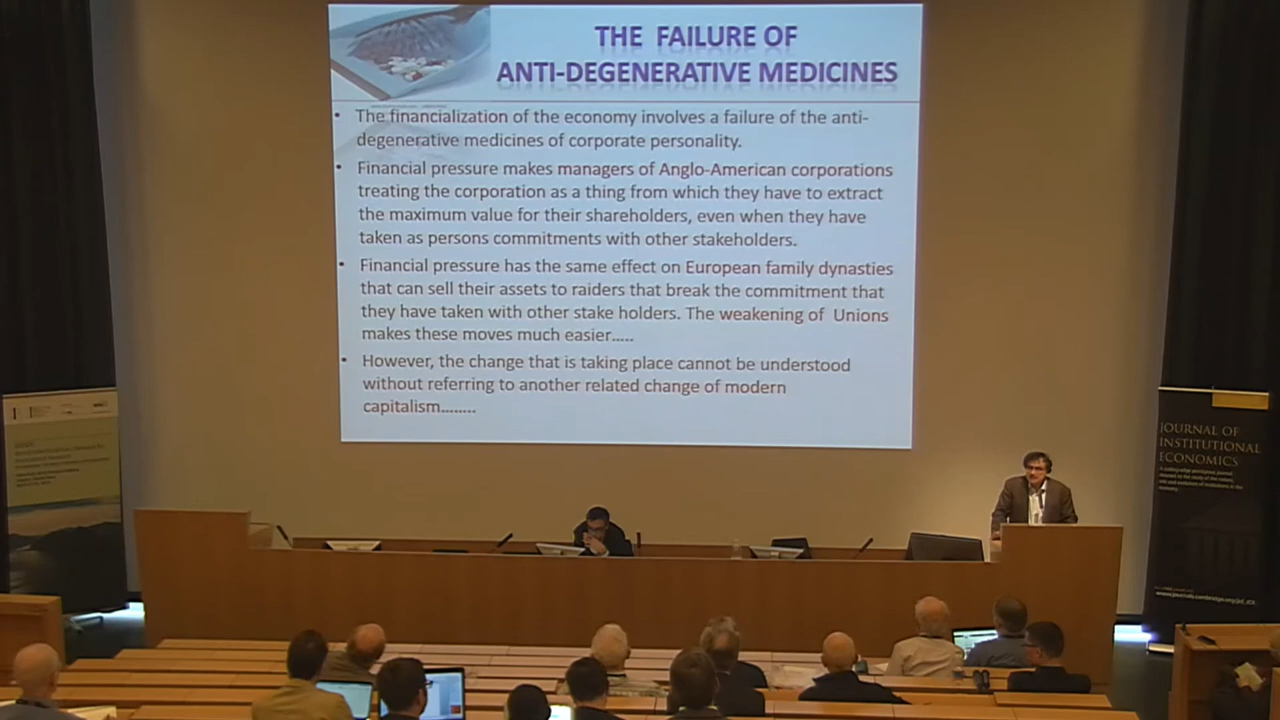 THE FAILURE OF
ANTI-DEGENERATIVE MEDICINES
• The financialization of the economy involves a failure of the anti-
degenerative medicines of corporate personality.
• Financial pressure makes managers of Anglo-American corporations
treating the corporation as a thing from which they have to extract
the maximum value for their shareholders, even when they have
taken as persons commitments with other stakeholders.
• Financial pressure has the same effect on European family dynasties
that can sell their assets to raiders that break the commitment that
they have taken with other stake holders. The weakening of Unions
makes these moves much easier.....
• However, the change that is taking place cannot be understood
without referring to another related change of modern
capitalism........
JOURNAL OF
INSTITUTIONAL
ECONOMICS